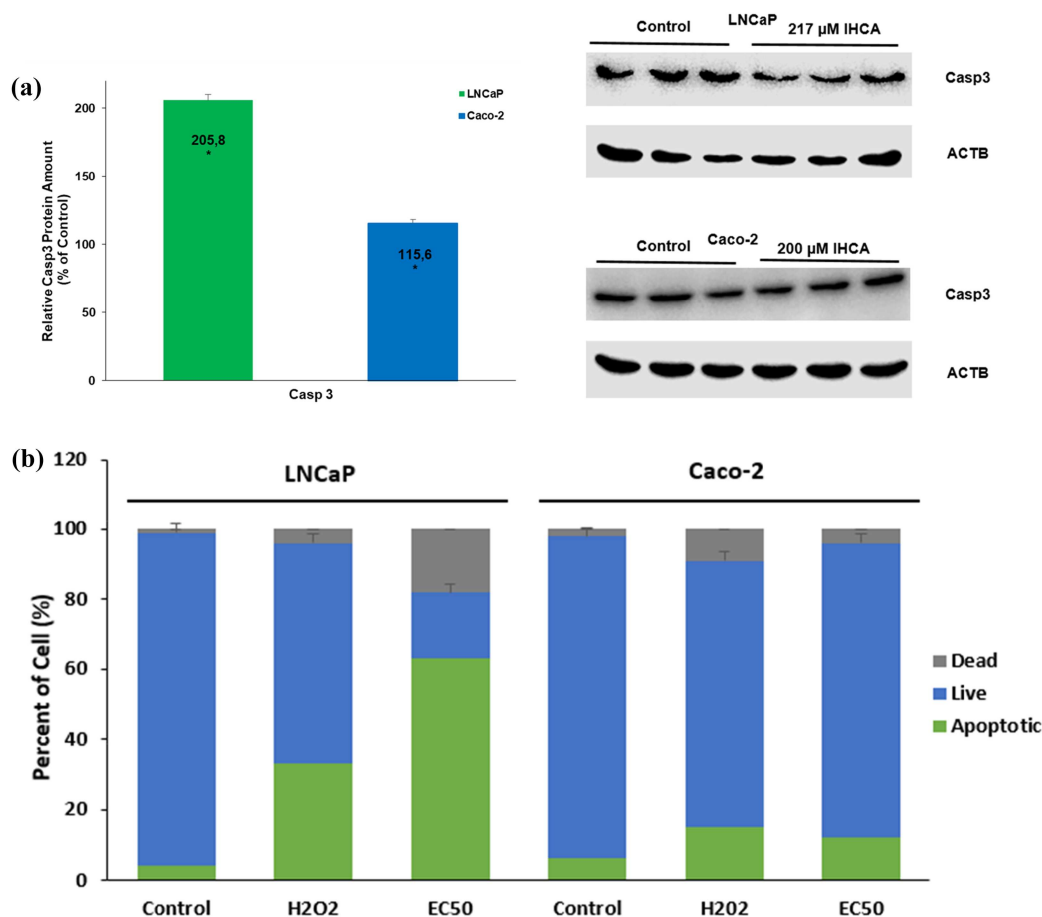 (a)
Relative Casp3 Protein Amount
(% of Control)
200
150
100
50
0
205,8
*
115,6
*
Casp 3
LNCaP
Caco-2
LNCaP
Control
217 µM IHCA
Casp3
ACTB
Caco-2
Control
200 µM IHCA
Casp3
ACTB
(b)
Percent of Cell (%)
120
100
80
60
40
20
0
LNCaP
Caco-2
Dead
Live
Apoptotic
Control
H2O2
EC50
Control
H202
EC50